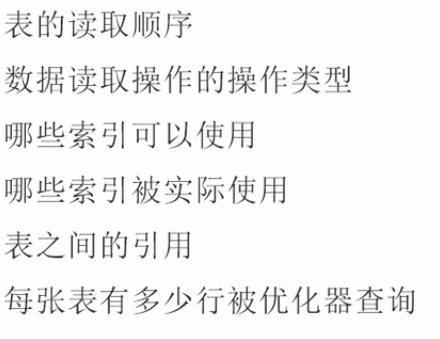 表的读取顺序
数据读取操作的操作类型
哪些索引可以使用
哪些索引被实际使用
表之间的引用
每张表有多少行被优化器查询